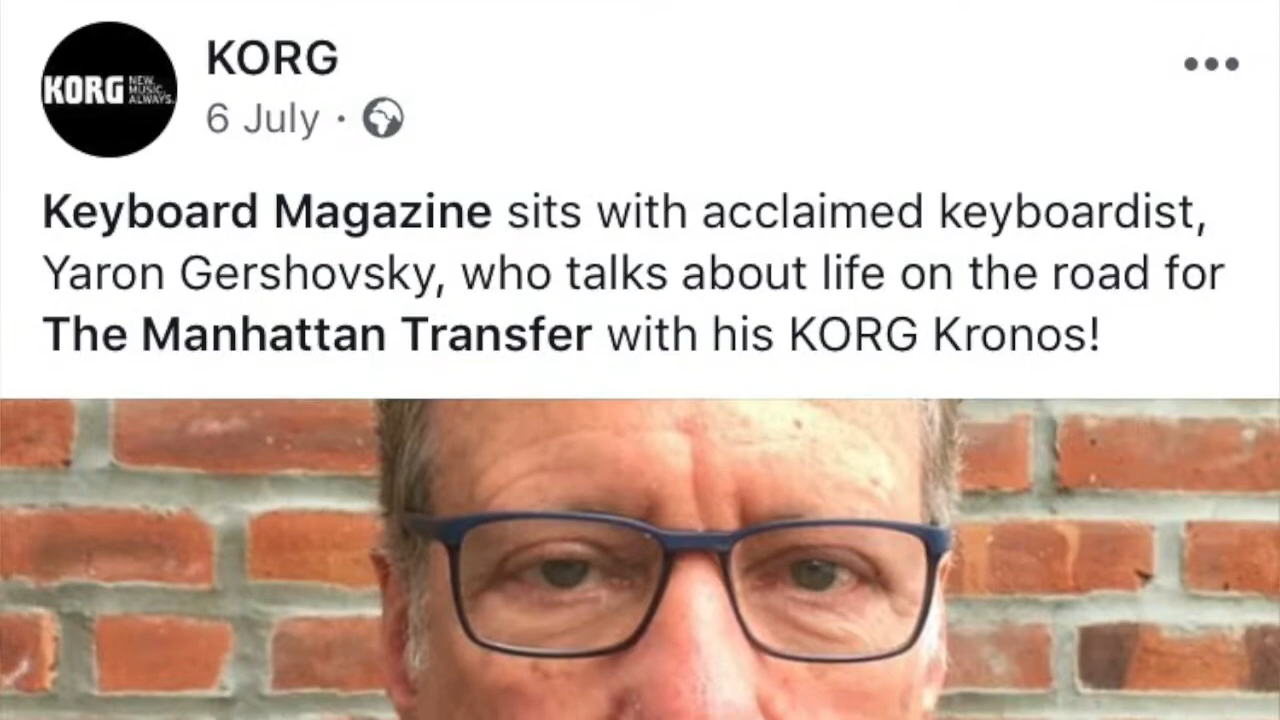 KORG NEW. MUSIC. ALWAYS.
KORG
6 July ·
Keyboard Magazine sits with acclaimed keyboardist,
Yaron Gershovsky, who talks about life on the road for
The Manhattan Transfer with his KORG Kronos!